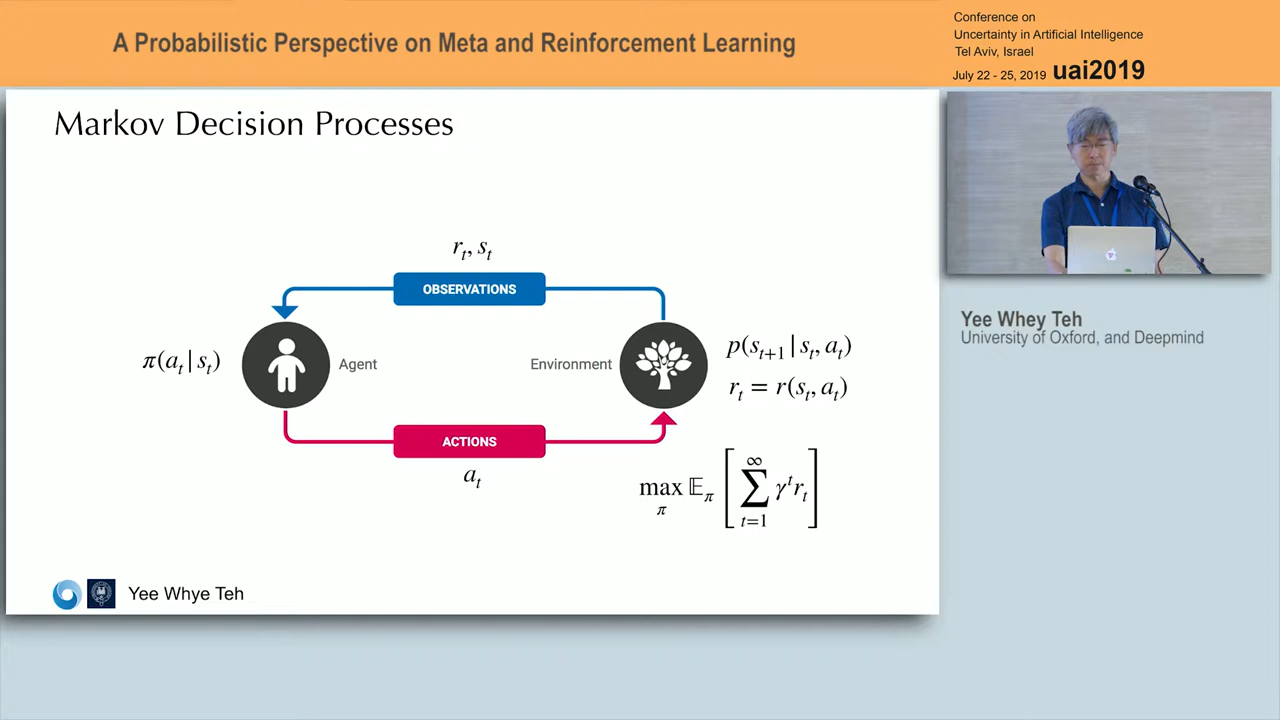 A Probabilistic Perspective on Meta and Reinforcement Learning
Conference on
Uncertainty in Artificial Intelligence
Tel Aviv, Israel
July 22 - 25, 2019 uai2019
Markov Decision Processes
r_t, s_t
OBSERVATIONS
π(a_t | s_t)
Agent
Environment
p(s_{t+1} | s_t, a_t)
r_t = r(s_t, a_t)
ACTIONS
a_t
max_π 𝔼_π [ ∑_{t=1}^{∞} γ^t r_t ]
Yee Whye Teh
Yee Whey Teh
University of Oxford, and Deepmind